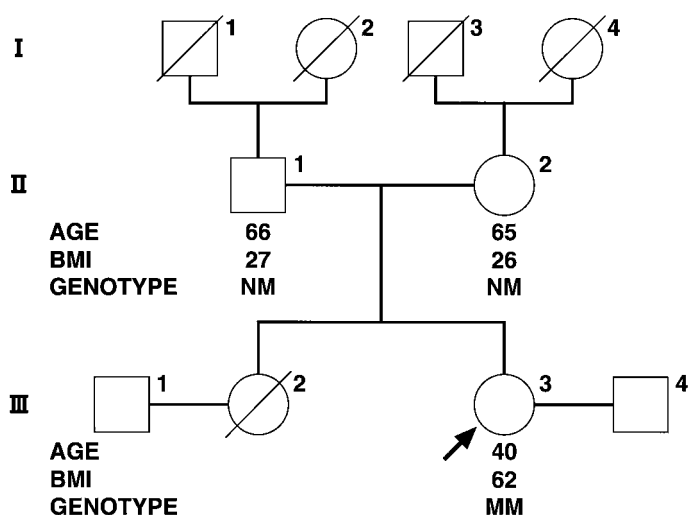 I 1 2 3 4
II 1 2
AGE 66 65
BMI 27 26
GENOTYPE NM NM
III 1 2 3 4
AGE 40
BMI 62
GENOTYPE MM